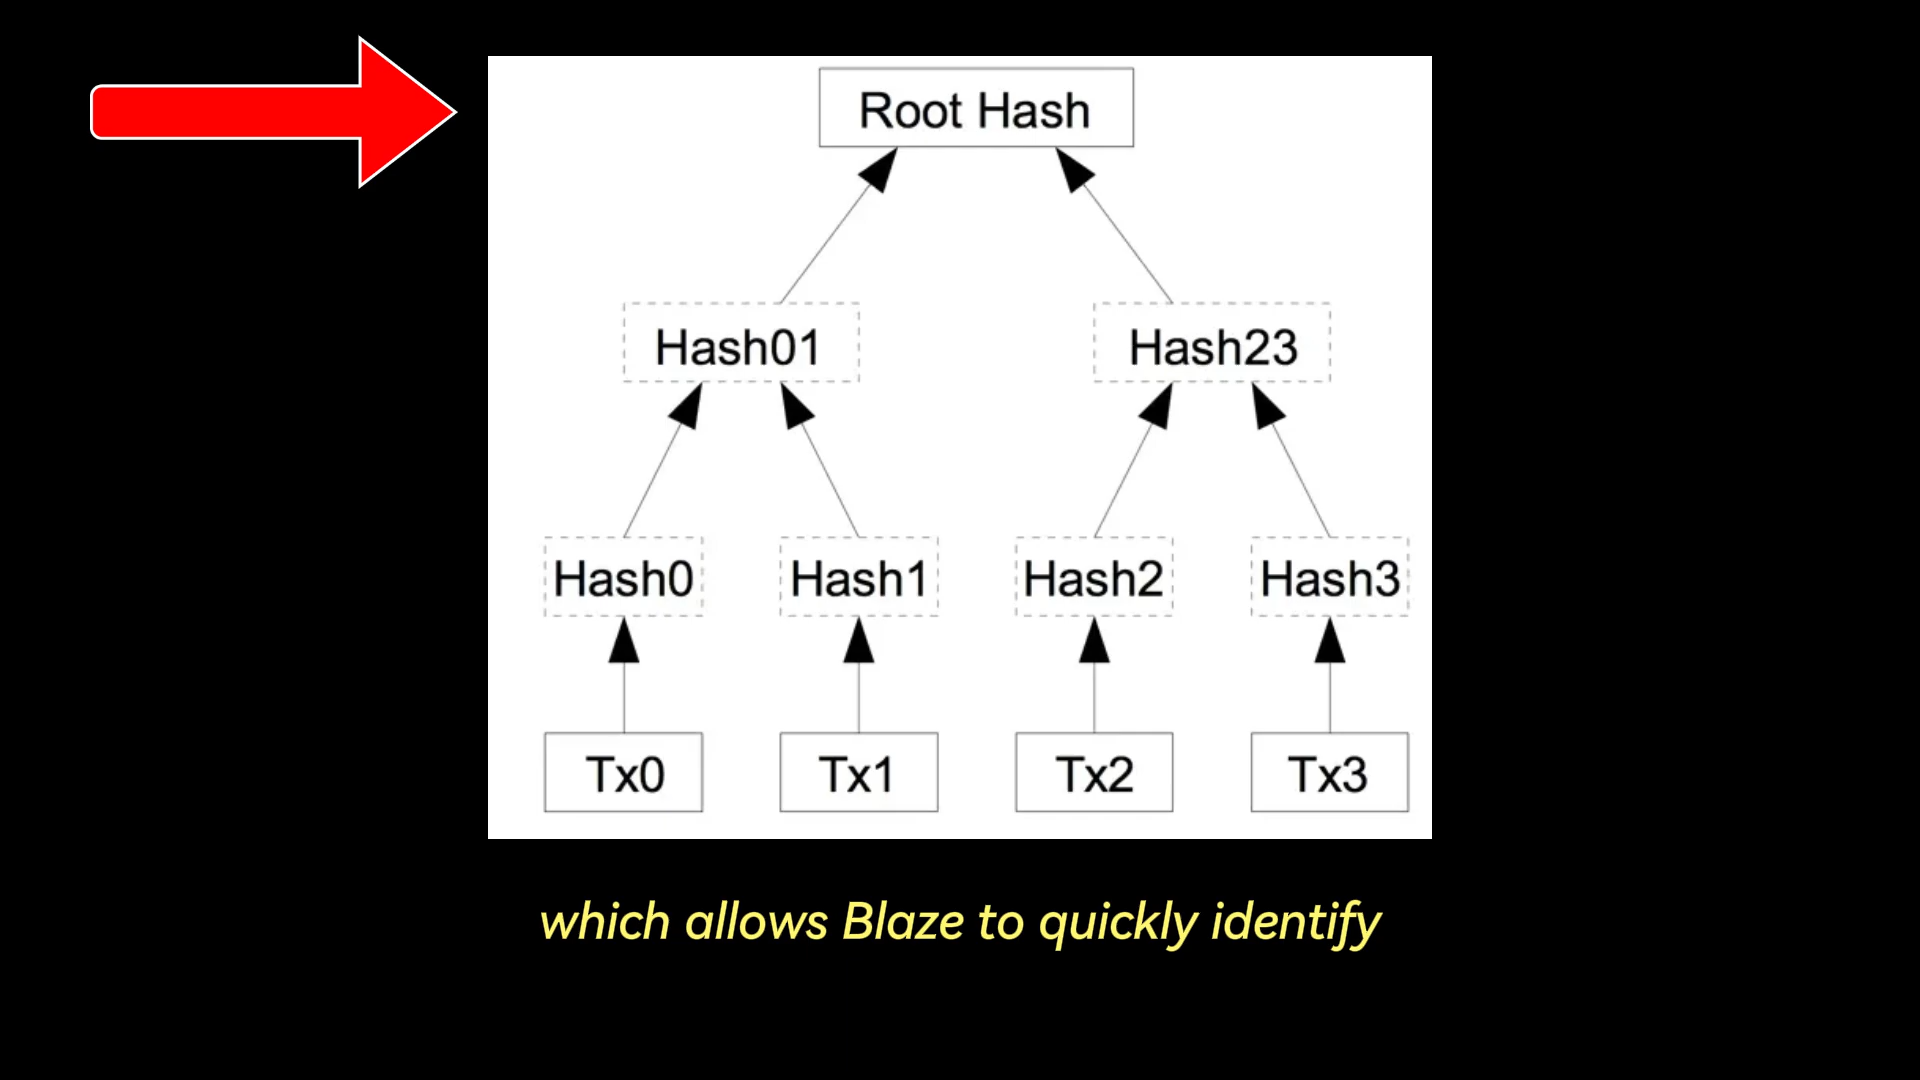 Root Hash
Hash01 Hash23
Hash0 Hash1 Hash2 Hash3
Tx0 Tx1 Tx2 Tx3
which allows Blaze to quickly identify